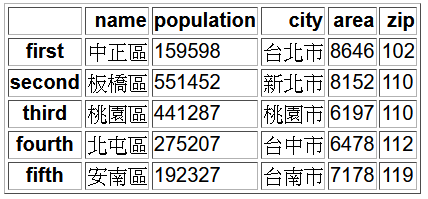 name population city area zip
first 中正區 159598 台北市 8646 102
second 板橋區 551452 新北市 8152 110
third 桃園區 441287 桃園市 6197 110
fourth 北屯區 275207 台中市 6478 112
fifth 安南區 192327 台南市 7178 119